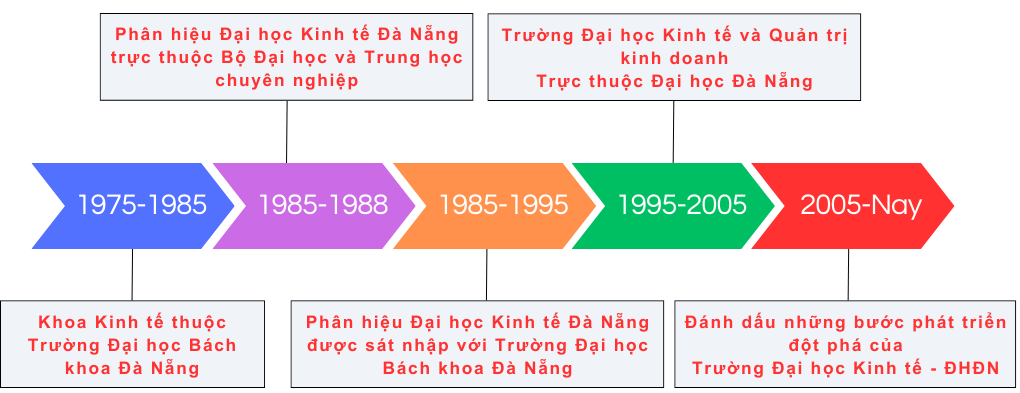 Phân hiệu Đại học Kinh tế Đà Nẵng
trực thuộc Bộ Đại học và Trung học
chuyên nghiệp
Trường Đại học Kinh tế và Quản trị
kinh doanh
Trực thuộc Đại học Đà Nẵng
1975-1985
1985-1988
1985-1995
1995-2005
2005-Nay
Khoa Kinh tế thuộc
Trường Đại học Bách
khoa Đà Nẵng
Phân hiệu Đại học Kinh tế Đà Nẵng
được sát nhập với Trường Đại học
Bách khoa Đà Nẵng
Đánh dấu những bước phát triển
đột phá của
Trường Đại học Kinh tế - ĐHĐN